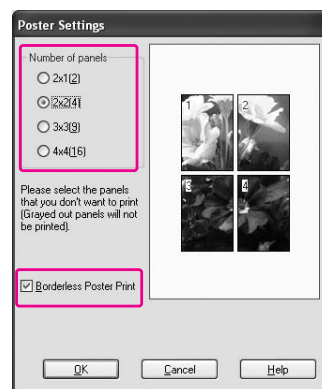 Poster Settings
Number of panels
2x1(2)
2x2(4)
3x3(9)
4x4(16)
Please select the panels
that you don't want to print
(Grayed out panels will not
be printed).
Borderless Poster Print
1 2
3 4
OK Cancel Help